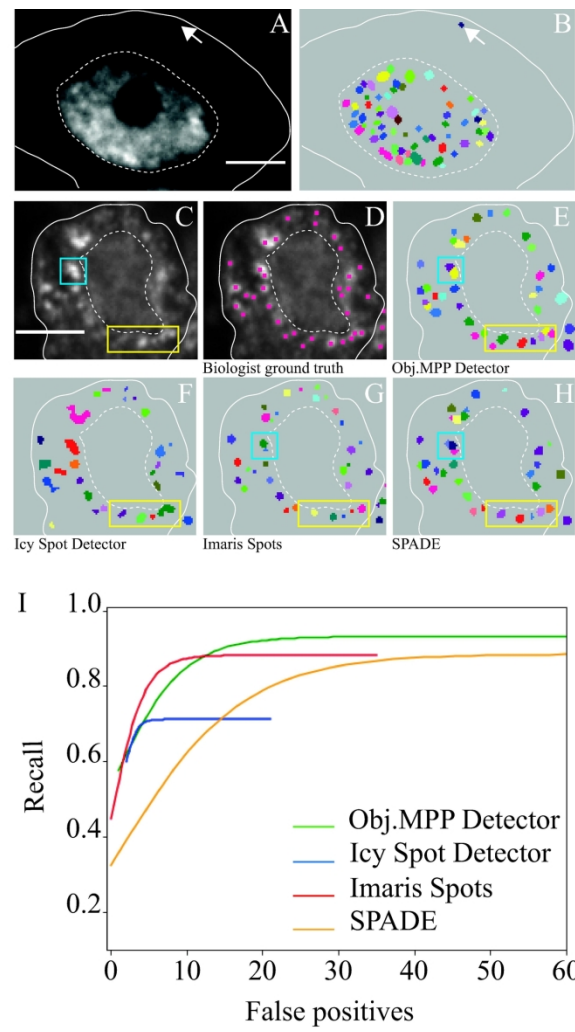 A
B
C
D
E
Biologist ground truth
Obj.MPP Detector
F
G
H
Icy Spot Detector
Imaris Spots
SPADE
I
1.0
0.8
0.6
0.4
0.2
Recall
Obj.MPP Detector
Icy Spot Detector
Imaris Spots
SPADE
0 10 20 30 40 50 60
False positives